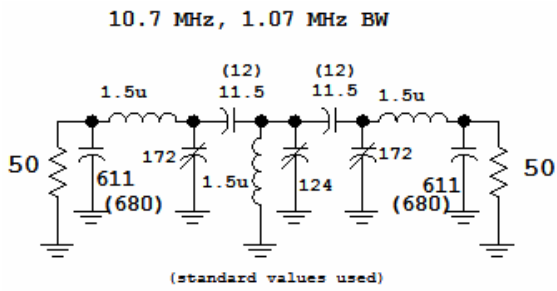 10.7 MHz, 1.07 MHz BW
(12)
11.5
(12)
11.5
1.5u
1.5u
50
50
172
172
611
(680)
1.5u
124
611
(680)
(standard values used)